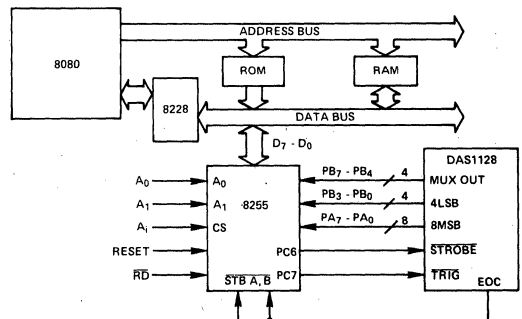 ADDRESS BUS
8080
ROM
RAM
8228
DATA BUS
D7 - D0
DAS1128
A0
A0
PB7 - PB4
4
MUX OUT
A1
A1
8255
PB3 - PB0
4
4LSB
Ai
CS
PA7 - PA0
8
8MSB
RESET
PC6
STROBE
RD
STB A, B
PC7
TRIG
EOC